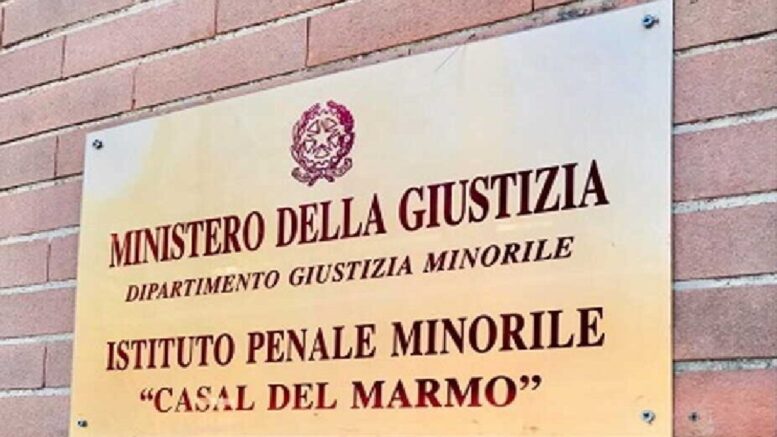 MINISTERO DELLA GIUSTIZIA
DIPARTIMENTO GIUSTIZIA MINORILE
ISTITUTO PENALE MINORILE
“CASAL DEL MARMO”